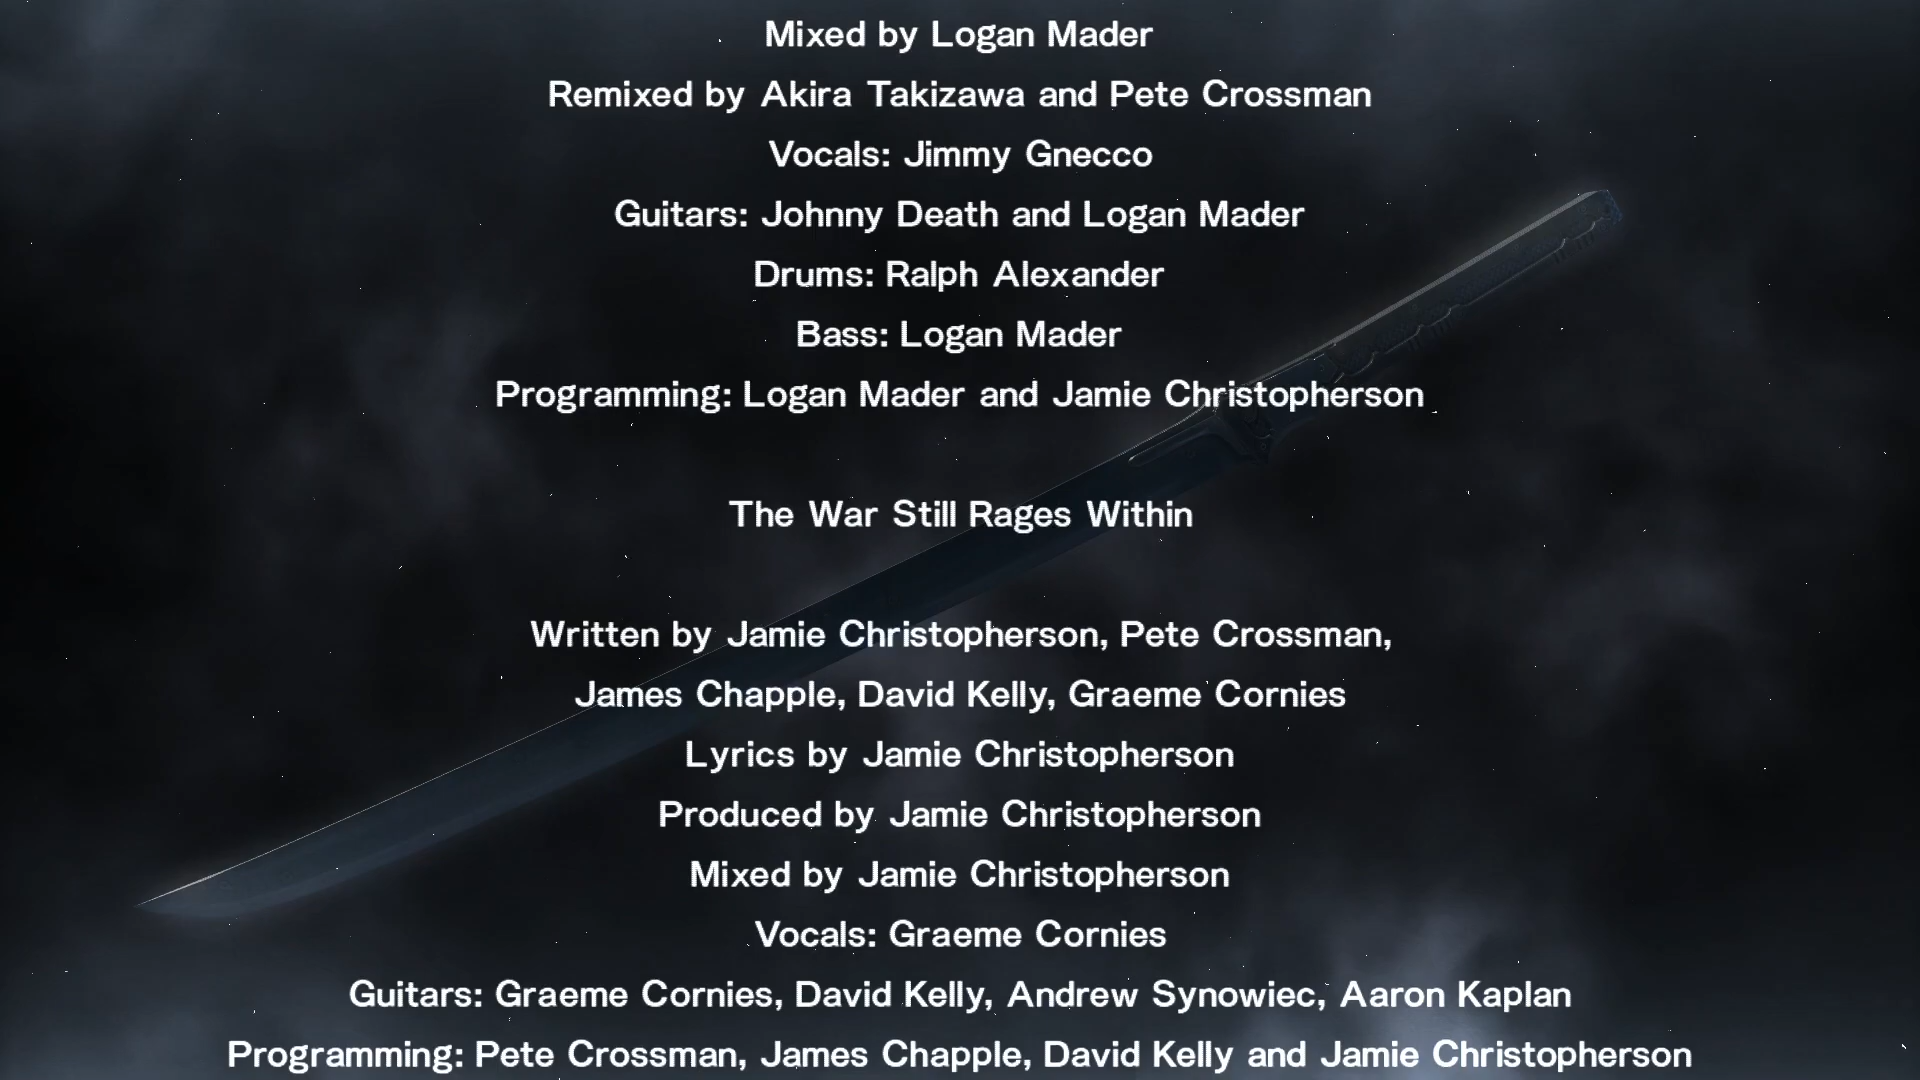 Mixed by Logan Mader
Remixed by Akira Takizawa and Pete Crossman
Vocals: Jimmy Gnecco
Guitars: Johnny Death and Logan Mader
Drums: Ralph Alexander
Bass: Logan Mader
Programming: Logan Mader and Jamie Christopherson
The War Still Rages Within
Written by Jamie Christopherson, Pete Crossman,
James Chapple, David Kelly, Graeme Cornies
Lyrics by Jamie Christopherson
Produced by Jamie Christopherson
Mixed by Jamie Christopherson
Vocals: Graeme Cornies
Guitars: Graeme Cornies, David Kelly, Andrew Synowiec, Aaron Kaplan
Programming: Pete Crossman, James Chapple, David Kelly and Jamie Christopherson